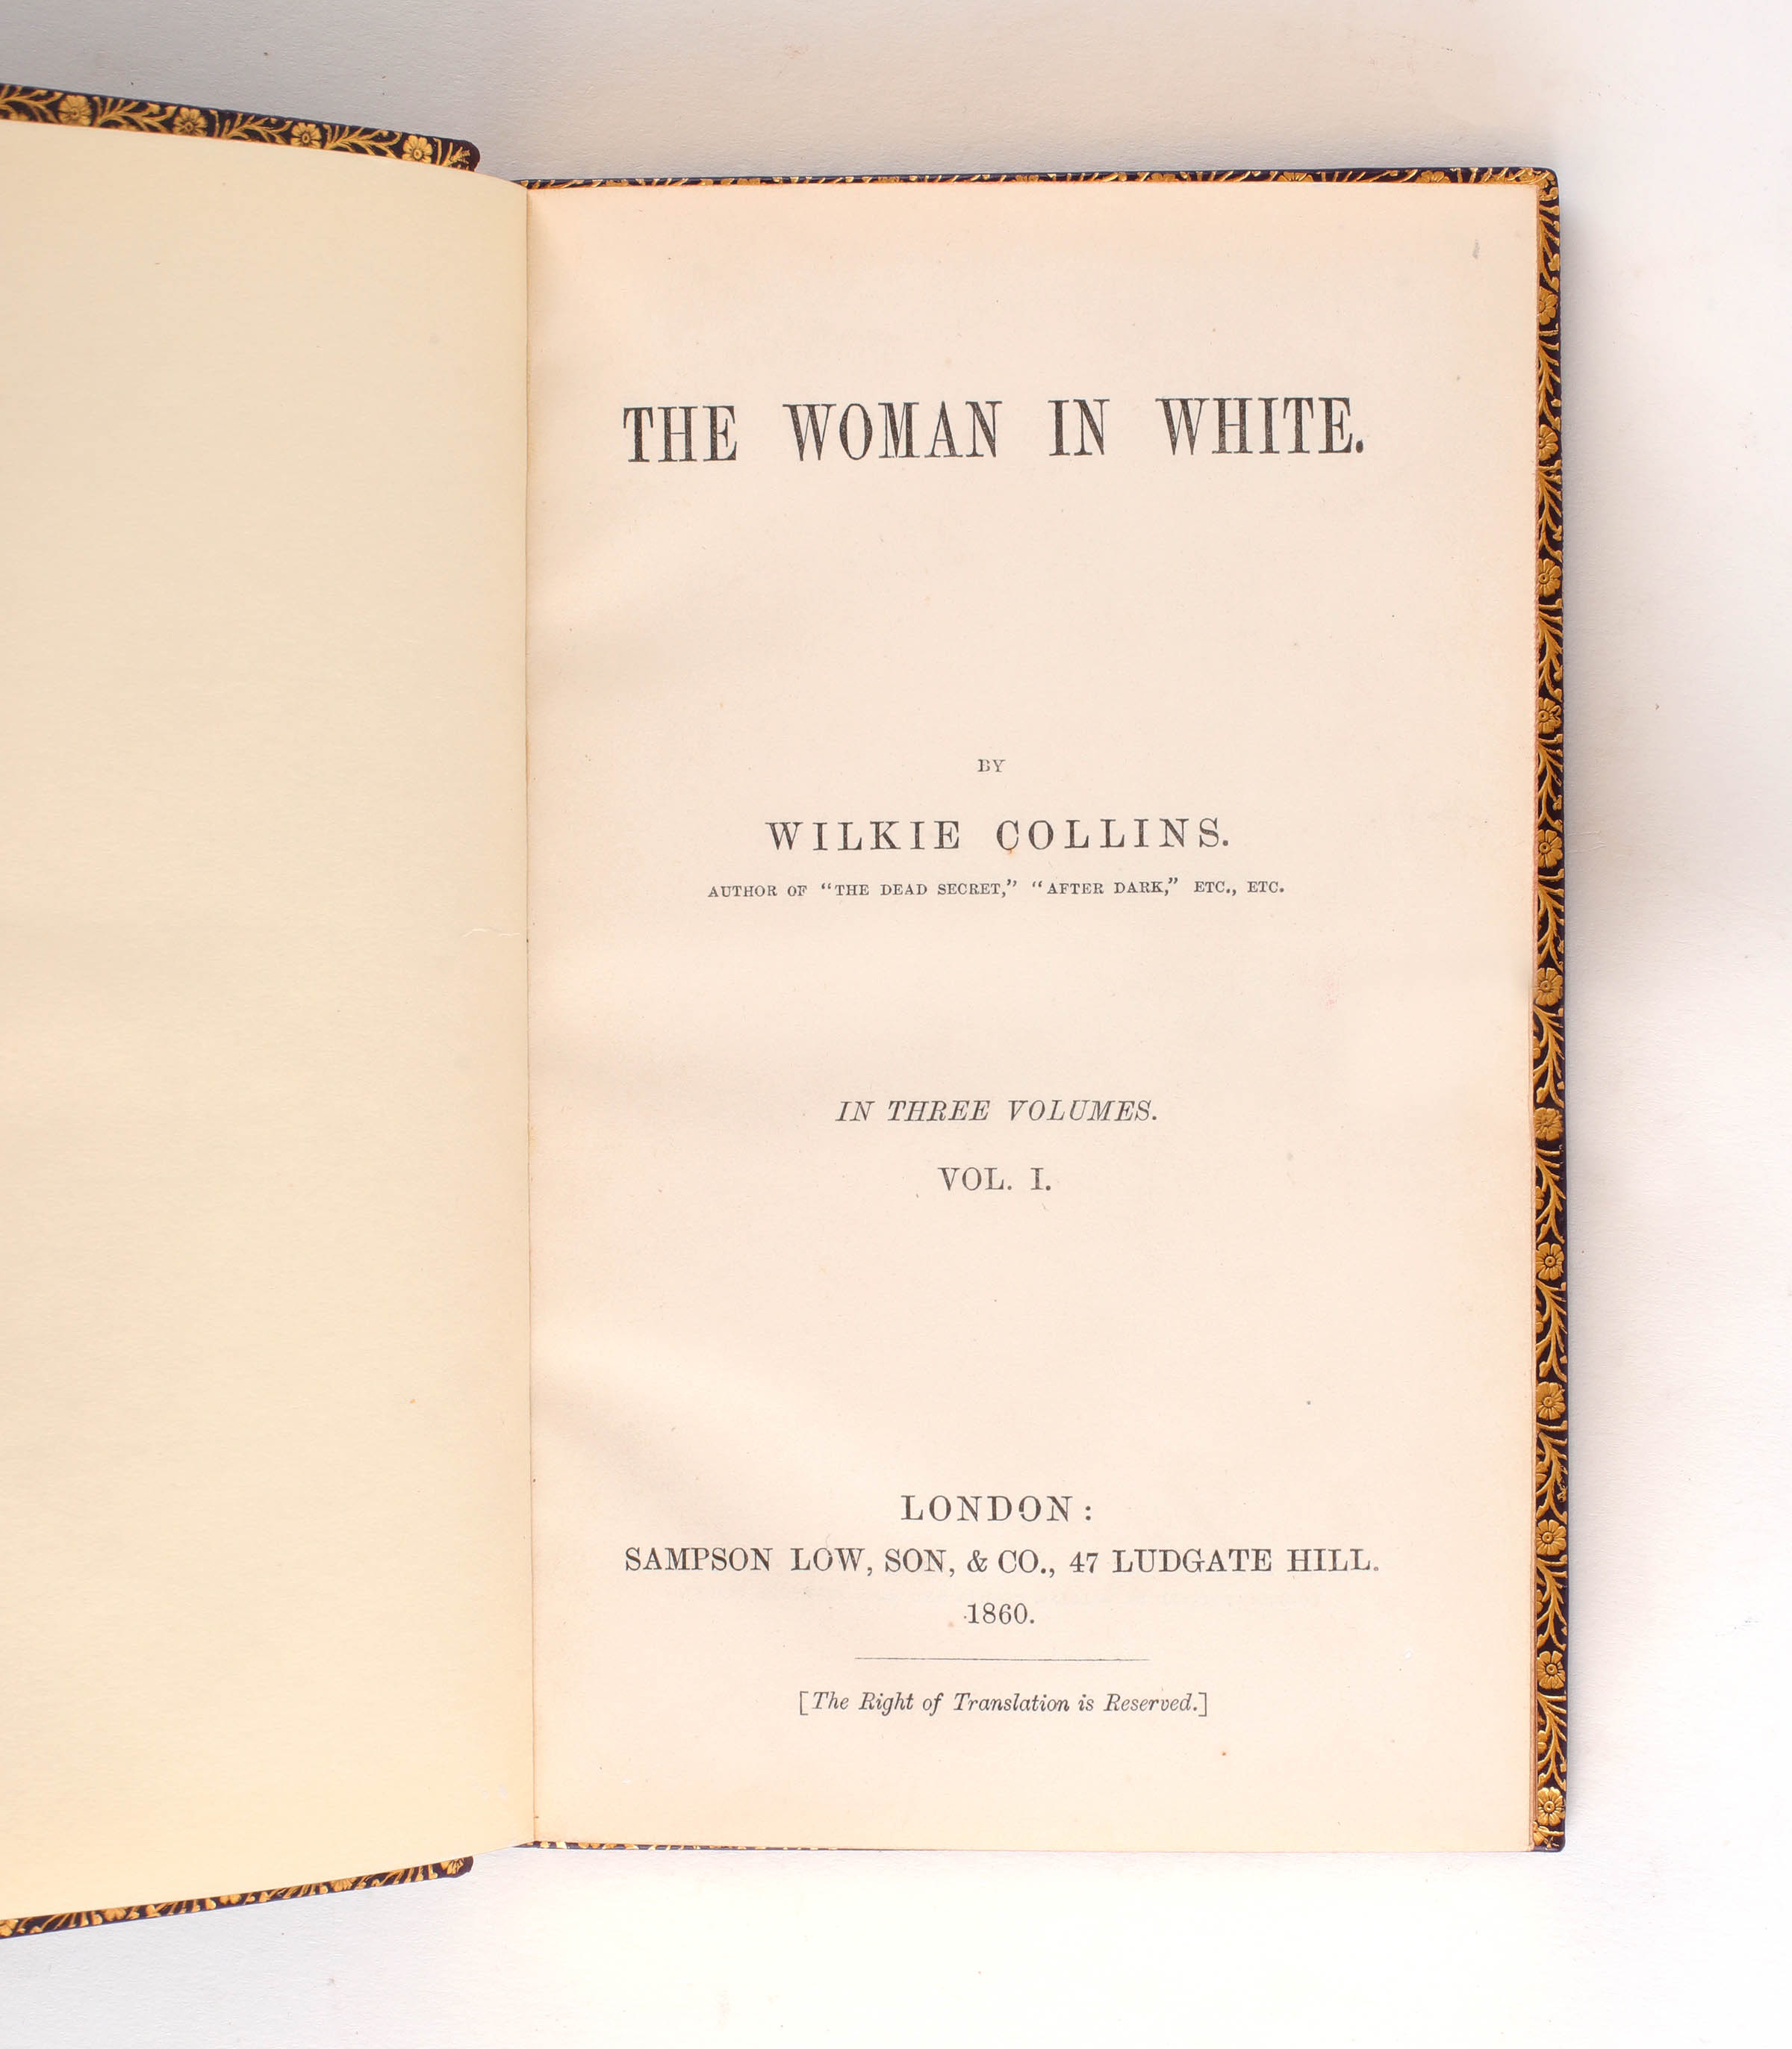 THE WOMAN IN WHITE.
BY
WILKIE COLLINS.
AUTHOR OF “THE DEAD SECRET,” “AFTER DARK,” ETC., ETC.
IN THREE VOLUMES.
VOL. I.
LONDON:
SAMPSON LOW, SON, & CO., 47 LUDGATE HILL.
1860.
[The Right of Translation is Reserved.]